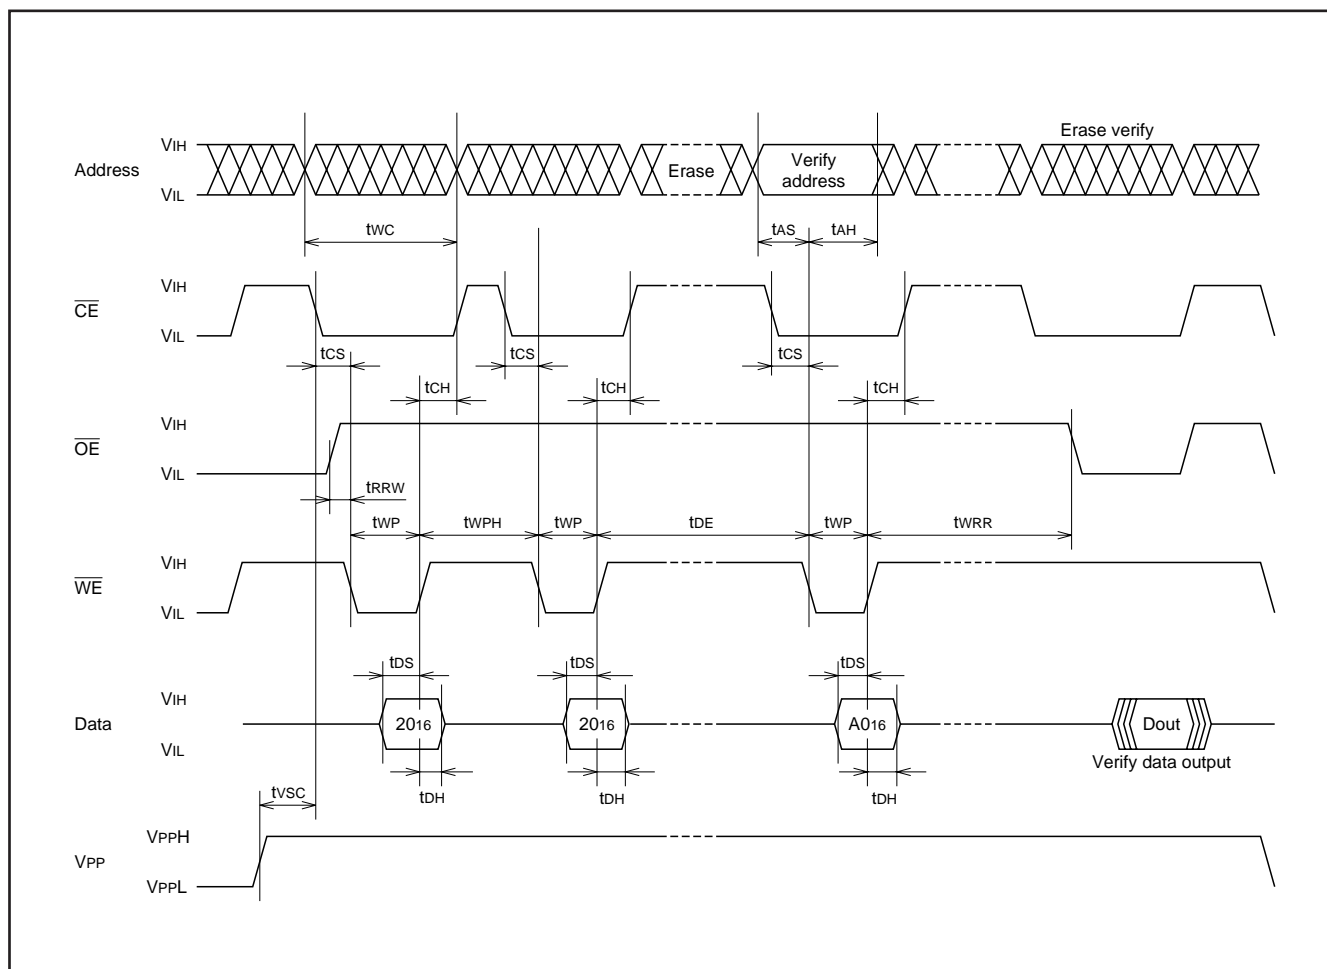 Erase verify
VIH
Address
Erase
Verify
address
VIL
tWC
tAS
tAH
VIH
CE
VIL
tCS
tCS
tCS
tCH
tCH
tCH
VIH
OE
VIL
tRRW
tWP
tWPH
tWP
tDE
tWP
tWRR
VIH
WE
VIL
tDS
tDS
tDS
VIH
Data
2016
2016
A016
Dout
VIL
Verify data output
tVSC
tDH
tDH
tDH
VPPH
VPP
VPPL